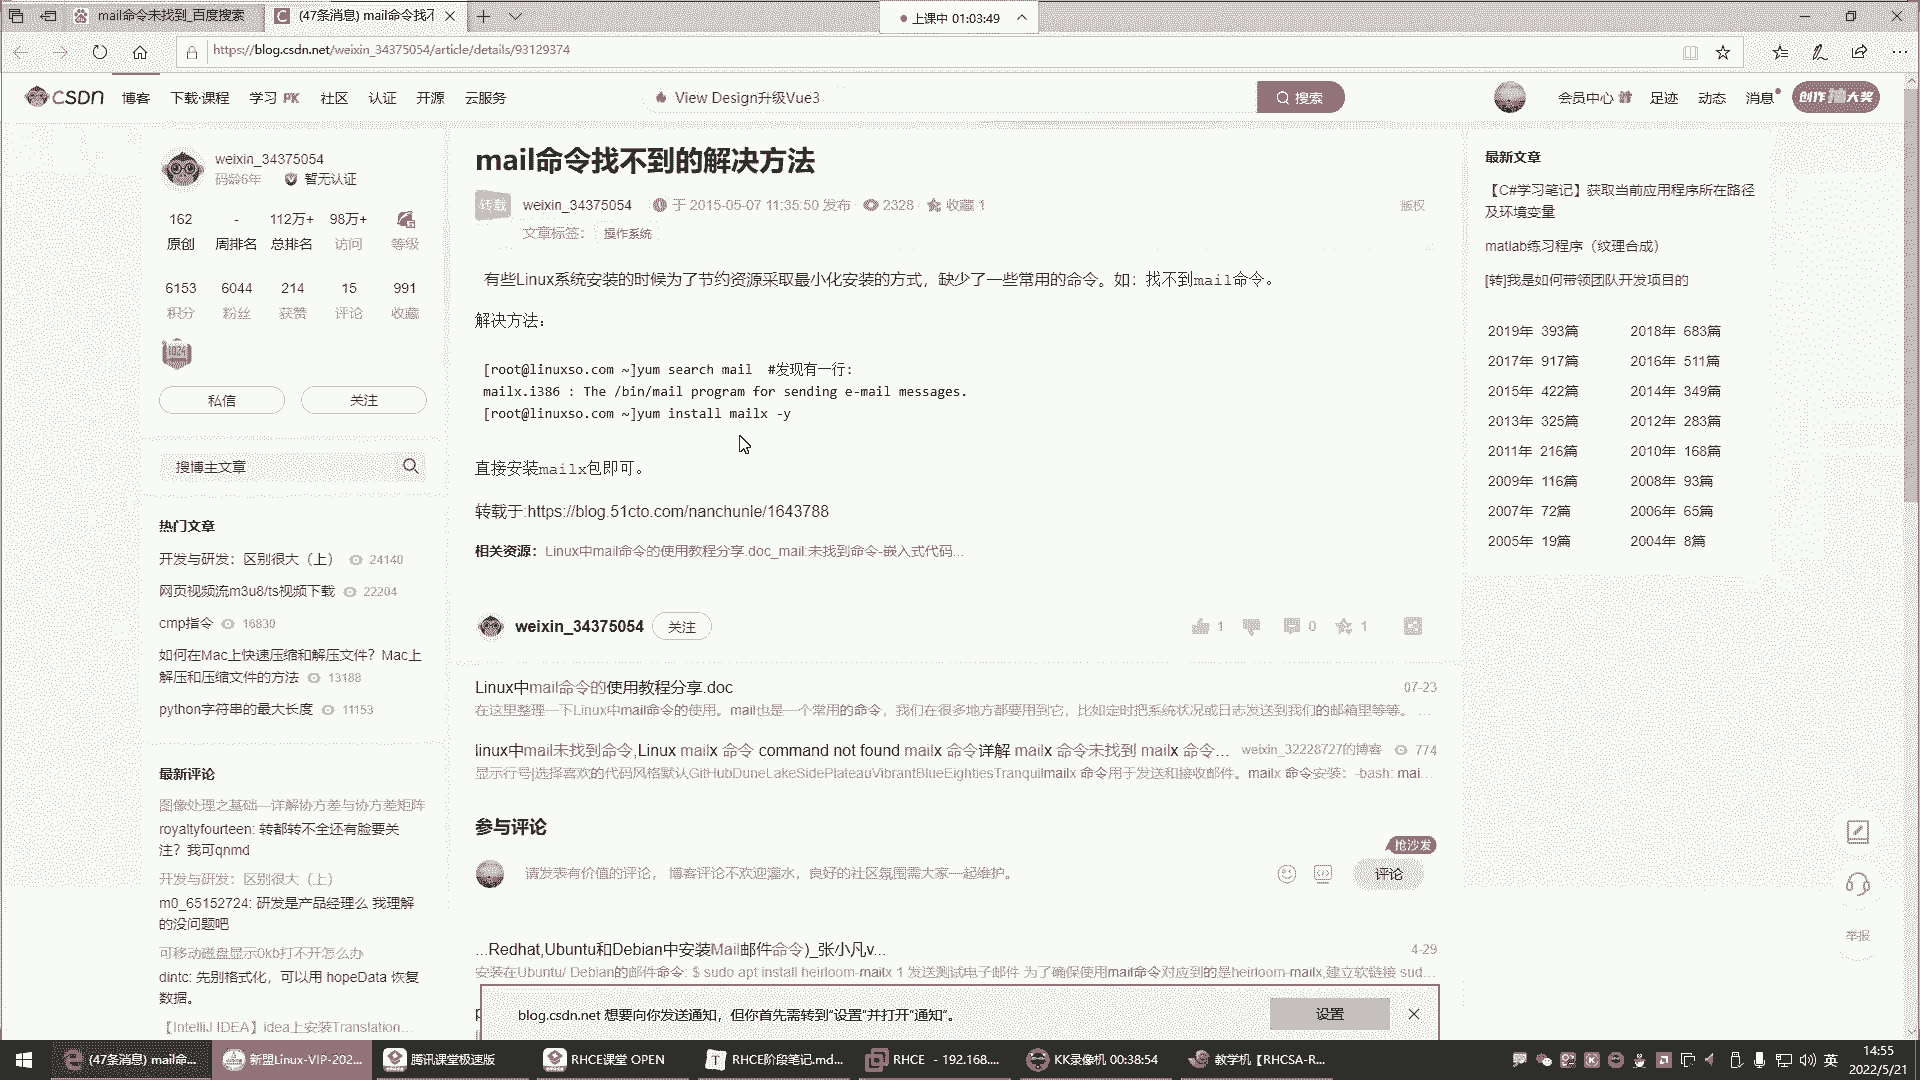 mail命令未找到_百度搜索
(47条消息) mail命令找不
上课中 01:03:49
https://blog.csdn.net/weixin_34375054/article/details/93129374
CSDN 博客 下载·课程 学习 PK 社区 认证 开源 云服务
View Design升级Vue3
搜索
会员中心 足迹 动态 消息
weixin_34375054
码龄6年 暂无认证
162 - 112万+ 98万+
原创 周排名 总排名 访问 等级
6153 6044 214 15 991
积分 粉丝 获赞 评论 收藏
1024
私信 关注
搜博主文章
热门文章
开发与研发：区别很大（上） 24140
网页视频流m3u8/ts视频下载 22204
cmp指令 16830
如何在Mac上快速压缩和解压文件？Mac上
解压和压缩文件的方法 13188
python字符串的最大长度 11153
最新评论
图像处理之基础—详解协方差与协方差矩阵
royaltyfourteen: 转都转不全还有脸要关
注？我可qnmd
开发与研发：区别很大（上）
m0_65152724: 研发是产品经理么 我理解
的没问题吧
可移动磁盘显示0kb打不开怎么办
dintc: 先别格式化，可以用 hopeData 恢复
数据。
【IntelliJ IDEA】idea上安装Translation...
mail命令找不到的解决方法
转载 weixin_34375054 于 2015-05-07 11:35:50 发布 2328 收藏 1
版权
文章标签： 操作系统
有些Linux系统安装的时候为了节约资源采取最小化安装的方式，缺少了一些常用的命令。如：找不到mail命令。
解决方法：
[root@linuxso.com ~]yum search mail  #发现有一行:
mailx.i386 : The /bin/mail program for sending e-mail messages.
[root@linuxso.com ~]yum install mailx -y
直接安装mailx包即可。
转载于:https://blog.51cto.com/nanchunle/1643788
相关资源：Linux中mail命令的使用教程分享.doc_mail:未找到命令-嵌入式代码...
weixin_34375054 关注
1 0 1
Linux中mail命令的使用教程分享.doc 07-23
在这里整理一下Linux中mail命令的使用。mail也是一个常用的命令，我们在很多地方都要用到它，比如定时把系统状况或日志发送到我们的邮箱里等等。 ...
linux中mail未找到命令,Linux mailx 命令 command not found mailx 命令详解 mailx 命令未找到 mailx 命令... weixin_32228727的博客 774
显示行号|选择喜欢的代码风格默认GitHubDuneLakeSidePlateauVibrantBlueEightiesTranquilmailx 命令用于发送和接收邮件。mailx 命令安装：-bash: mai...
参与评论
抢沙发
请发表有价值的评论， 博客评论不欢迎灌水，良好的社区氛围需大家一起维护。
评论
...Redhat,Ubuntu和Debian中安装Mail邮件命令)_张小凡v... 4-29
安装在Ubuntu/ Debian的邮件命令: $ sudo apt install heirloom-mailx 1 发送测试电子邮件 为了确保使用mail命令对应到的是heirloom-mailx,建立软链接 sud...
最新文章
【C#学习笔记】获取当前应用程序所在路径
及环境变量
matlab练习程序（纹理合成）
[转]我是如何带领团队开发项目的
2019年 393篇 2018年 683篇
2017年 917篇 2016年 511篇
2015年 422篇 2014年 349篇
2013年 325篇 2012年 283篇
2011年 216篇 2010年 168篇
2009年 116篇 2008年 93篇
2007年 72篇 2006年 65篇
2005年 19篇 2004年 8篇
举报
blog.csdn.net 想要向你发送通知，但你首先需转到“设置”并打开“通知”。
设置
(47条消息) mail命...
新盟Linux-VIP-202...
腾讯课堂极速版
RHCE课堂 OPEN
RHCE阶段笔记.md...
RHCE - 192.168....
KK录像机 00:38:54
教学机【RHCSA-R...
英
14:55
2022/5/21